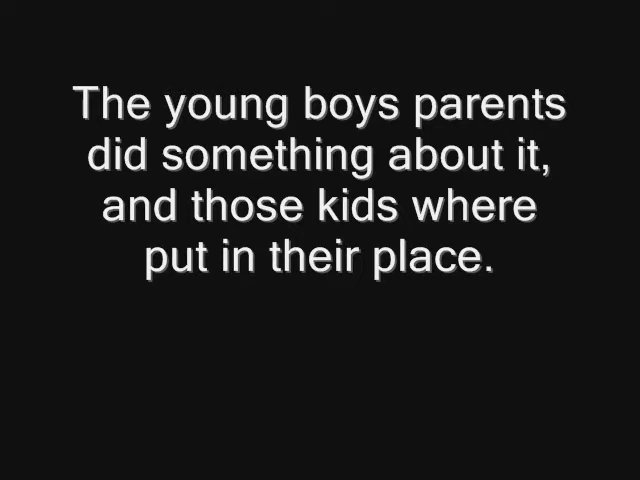 The young boys parents
did something about it,
and those kids where
put in their place.